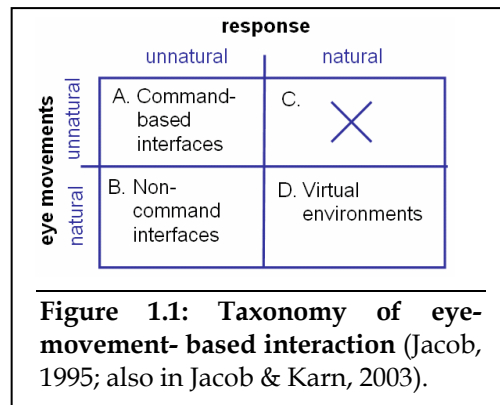 response
unnatural natural
eye movements
unnatural
natural
A. Command-
based
interfaces
C.
B. Non-
command
interfaces
D. Virtual
environments
Figure 1.1: Taxonomy of eye-
movement- based interaction (Jacob,
1995; also in Jacob & Karn, 2003).